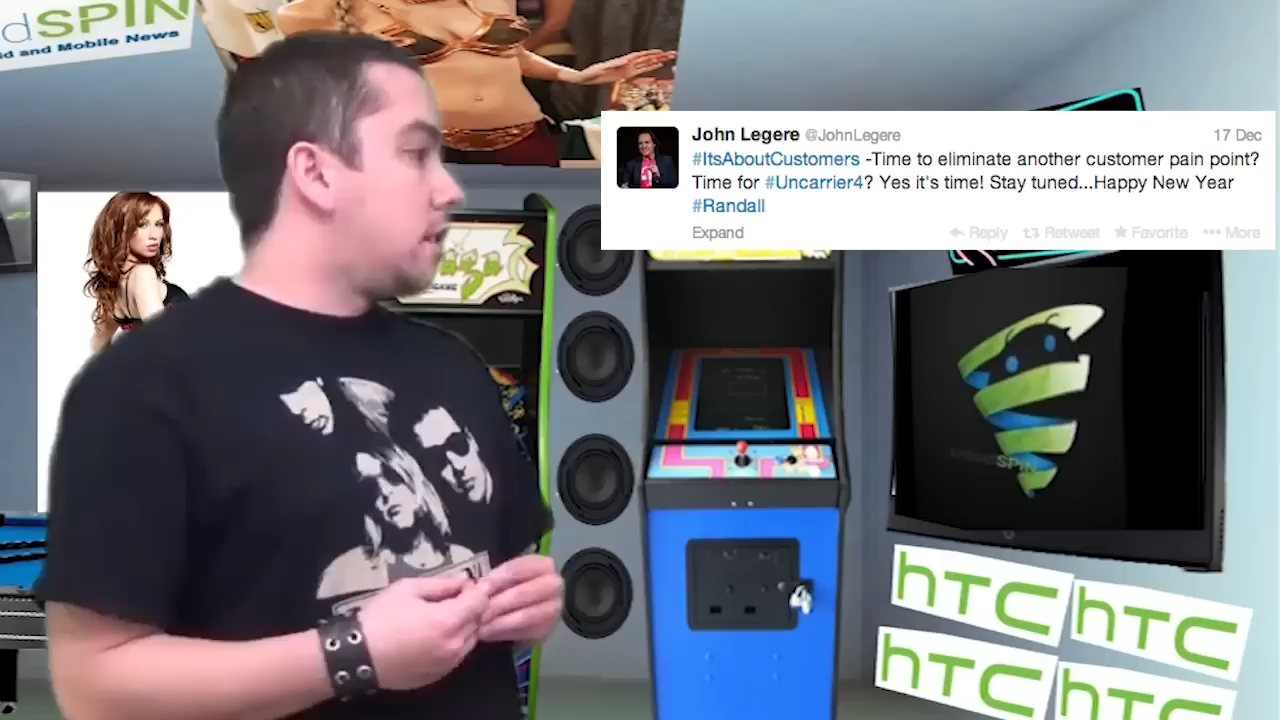 dSPIN
id and Mobile News
John Legere @JohnLegere 17 Dec
#ItsAboutCustomers -Time to eliminate another customer pain point?
Time for #Uncarrier4? Yes it's time! Stay tuned...Happy New Year
#Randall
Expand Reply Retweet Favorite More
SPIN
hTC hTC
hTC hTC